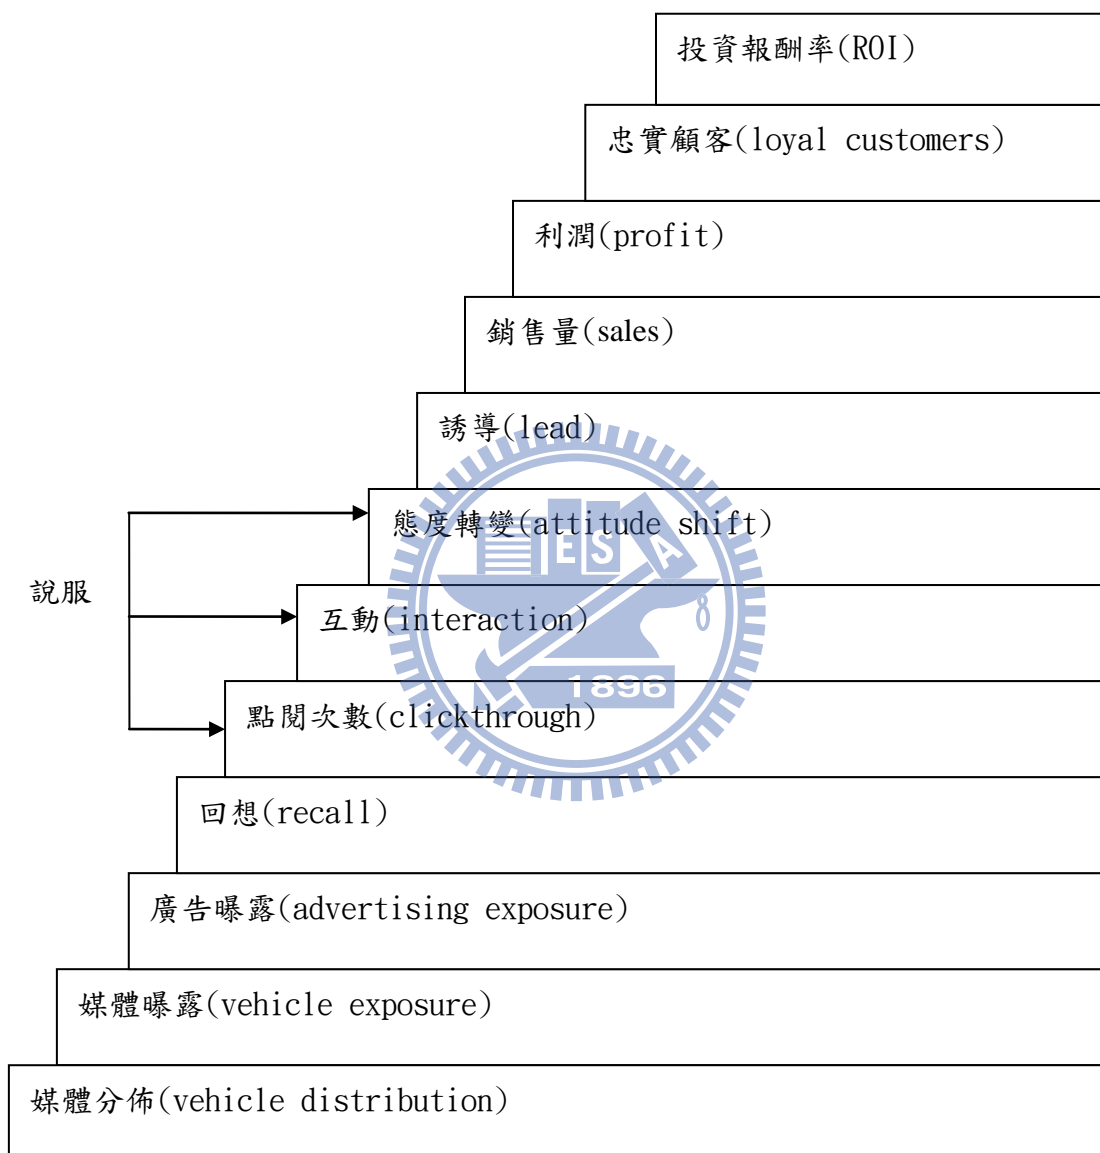 投資報酬率(ROI)
忠實顧客(loyal customers)
利潤(profit)
銷售量(sales)
誘導(lead)
態度轉變(attitude shift)
ESA
說服
互動(interaction)
1896
點閱次數(clickthrough)
回想(recall)
廣告曝露(advertising exposure)
媒體曝露(vehicle exposure)
媒體分佈(vehicle distribution)